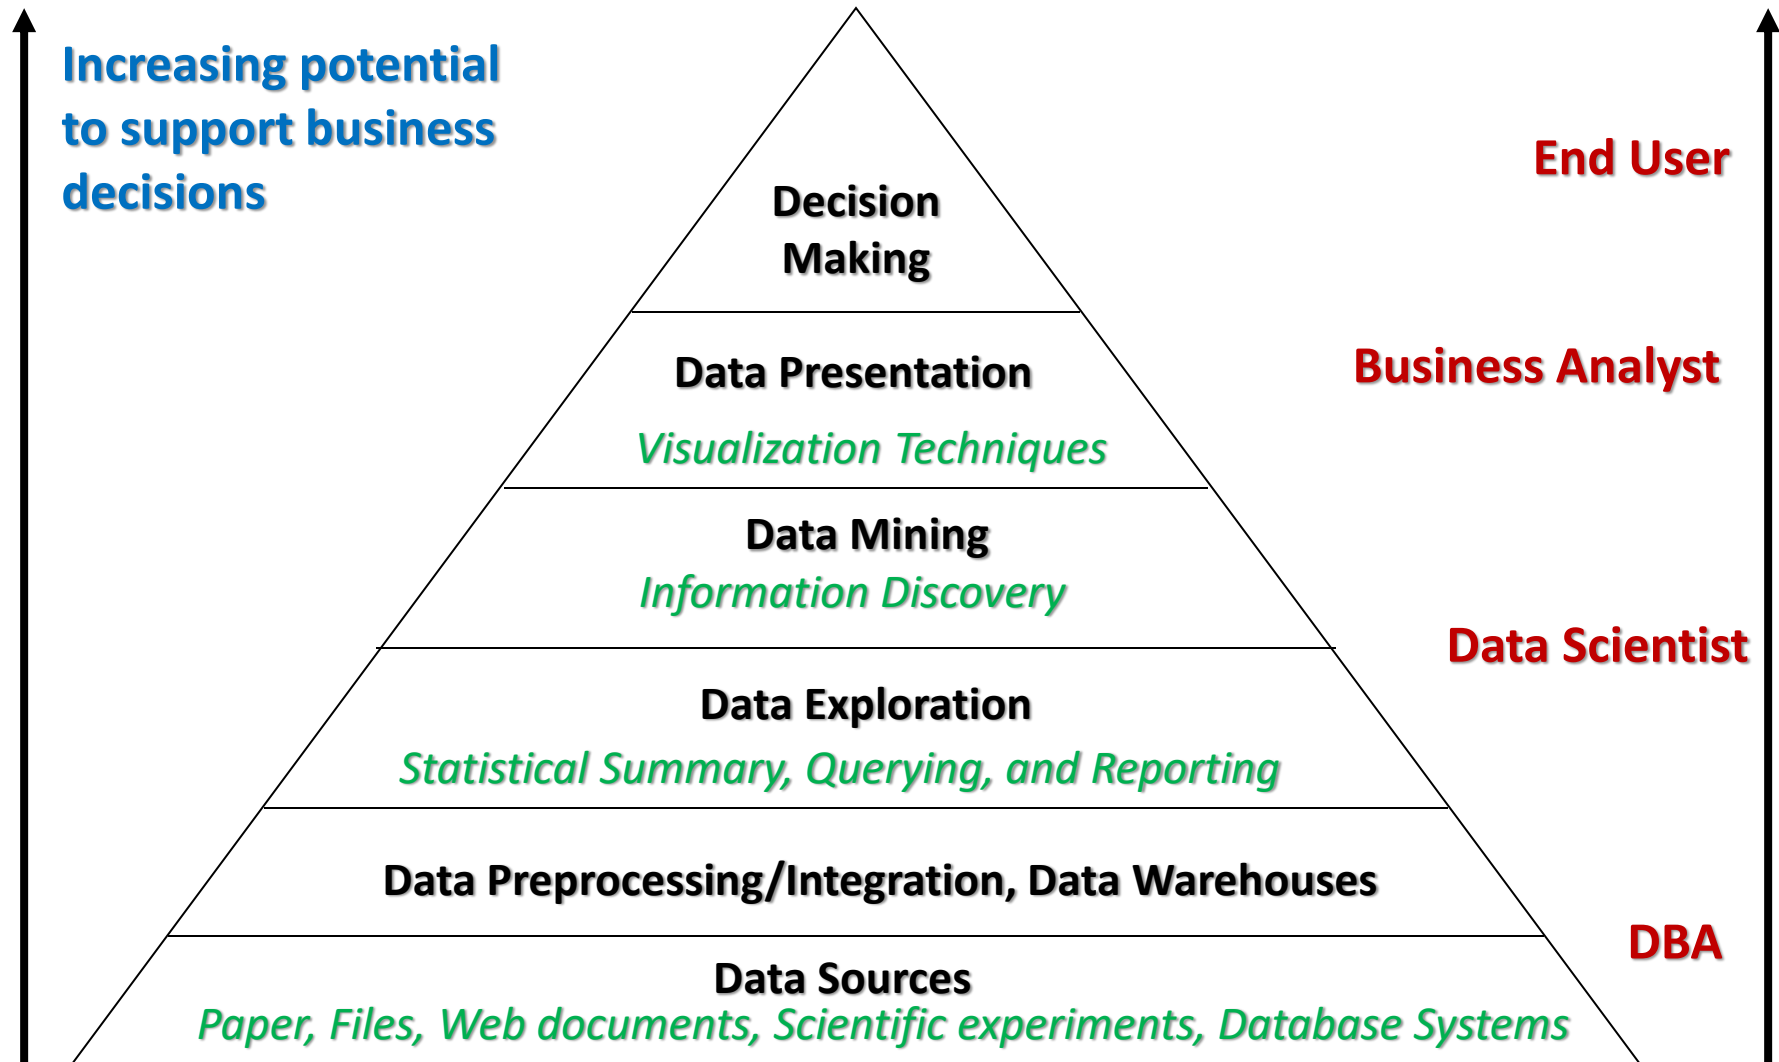 Increasing potential
to support business
decisions
End User
Decision
Making
Business Analyst
Data Presentation
Visualization Techniques
Data Mining
Information Discovery
Data Scientist
Data Exploration
Statistical Summary, Querying, and Reporting
Data Preprocessing/Integration, Data Warehouses
DBA
Data Sources
Paper, Files, Web documents, Scientific experiments, Database Systems